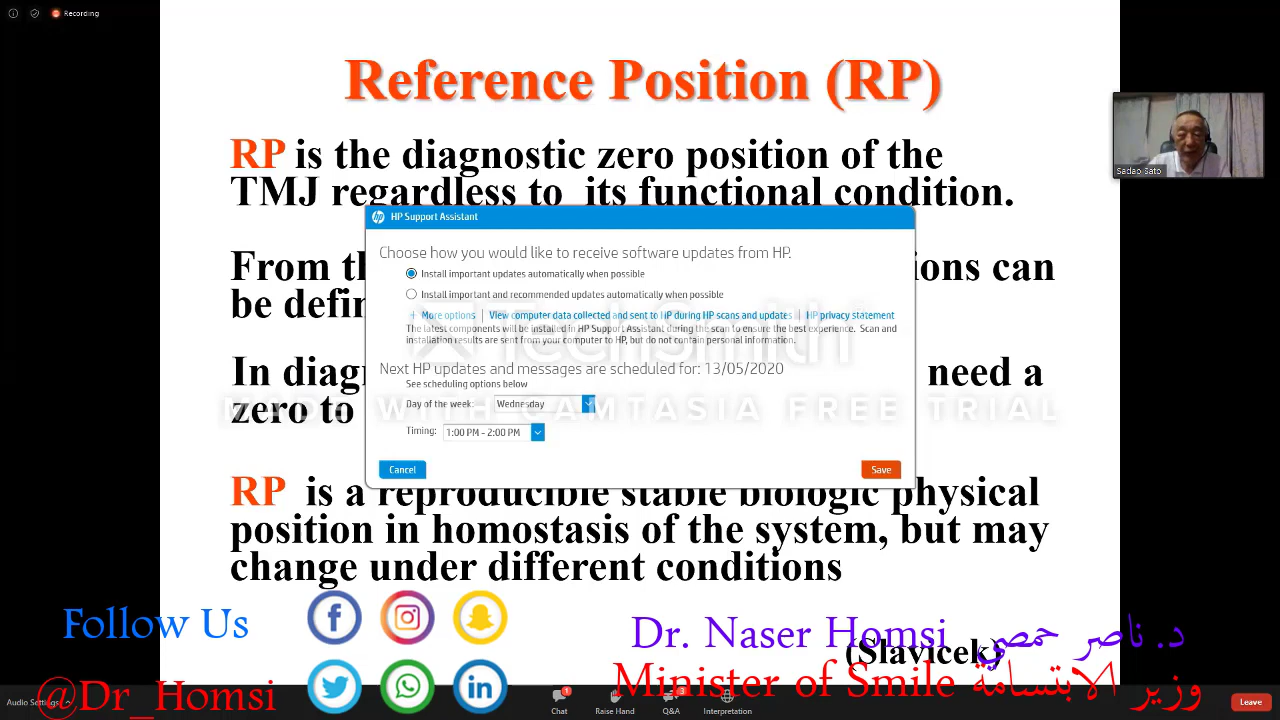 Recording
Reference Position (RP)
RP is the diagnostic zero position of the
TMJ regardless to its functional condition.
Sadao Sato
HP Support Assistant
Choose how you would like to receive software updates from HP.
From
ions can
Install important updates automatically when possible
Install important and recommended updates automatically when possible
be defin
+ More options | View computer data collected and sent to HP during HP scans and updates | HP privacy statement
The latest components will be installed in HP Support Assistant during the scan to ensure the best experience. Scan and
installation results are sent from your computer to HP, but do not contain personal information.
TechSmith
Next HP updates and messages are scheduled for: 13/05/2020
In diagn
need a
See scheduling options below
Day of the week: Wednesday
zero to
MADE WITH CAMTASIA FREE TRIAL
Timing: 1:00 PM - 2:00 PM
Cancel
Save
RP is a reproducible stable biologic physical
position in homostasis of the system, but may
change under different conditions
Follow Us
Dr. Naser Homsi د. ناصر حمصي
(Slavicek)
Minister of Smile وزير الابتسامة
@Dr_Homsi
Audio Settings
Chat
1
Raise Hand
Q&A
3
Interpretation
Leave